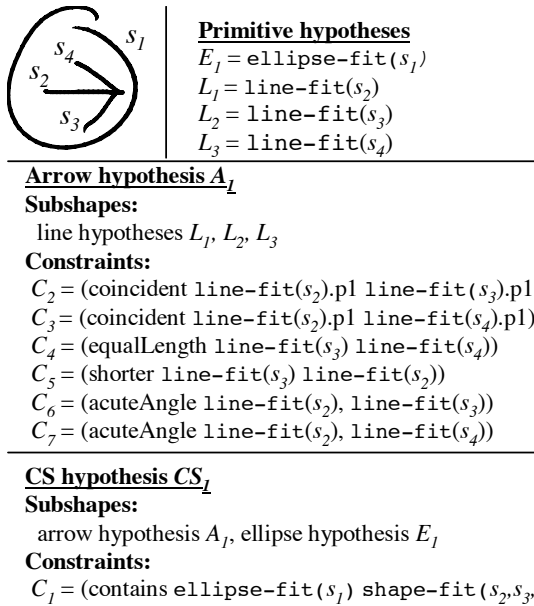 s1
s4
s2
s3
Primitive hypotheses
E1 = ellipse-fit(s1)
L1 = line-fit(s2)
L2 = line-fit(s3)
L3 = line-fit(s4)
Arrow hypothesis A1
Subshapes:
line hypotheses L1, L2, L3
Constraints:
C2 = (coincident line-fit(s2).p1 line-fit(s3).p1
C3 = (coincident line-fit(s2).p1 line-fit(s4).p1)
C4 = (equalLength line-fit(s3) line-fit(s4))
C5 = (shorter line-fit(s3) line-fit(s2))
C6 = (acuteAngle line-fit(s2), line-fit(s3))
C7 = (acuteAngle line-fit(s2), line-fit(s4))
CS hypothesis CS1
Subshapes:
arrow hypothesis A1, ellipse hypothesis E1
Constraints:
C1 = (contains ellipse-fit(s1) shape-fit(s2,s3,